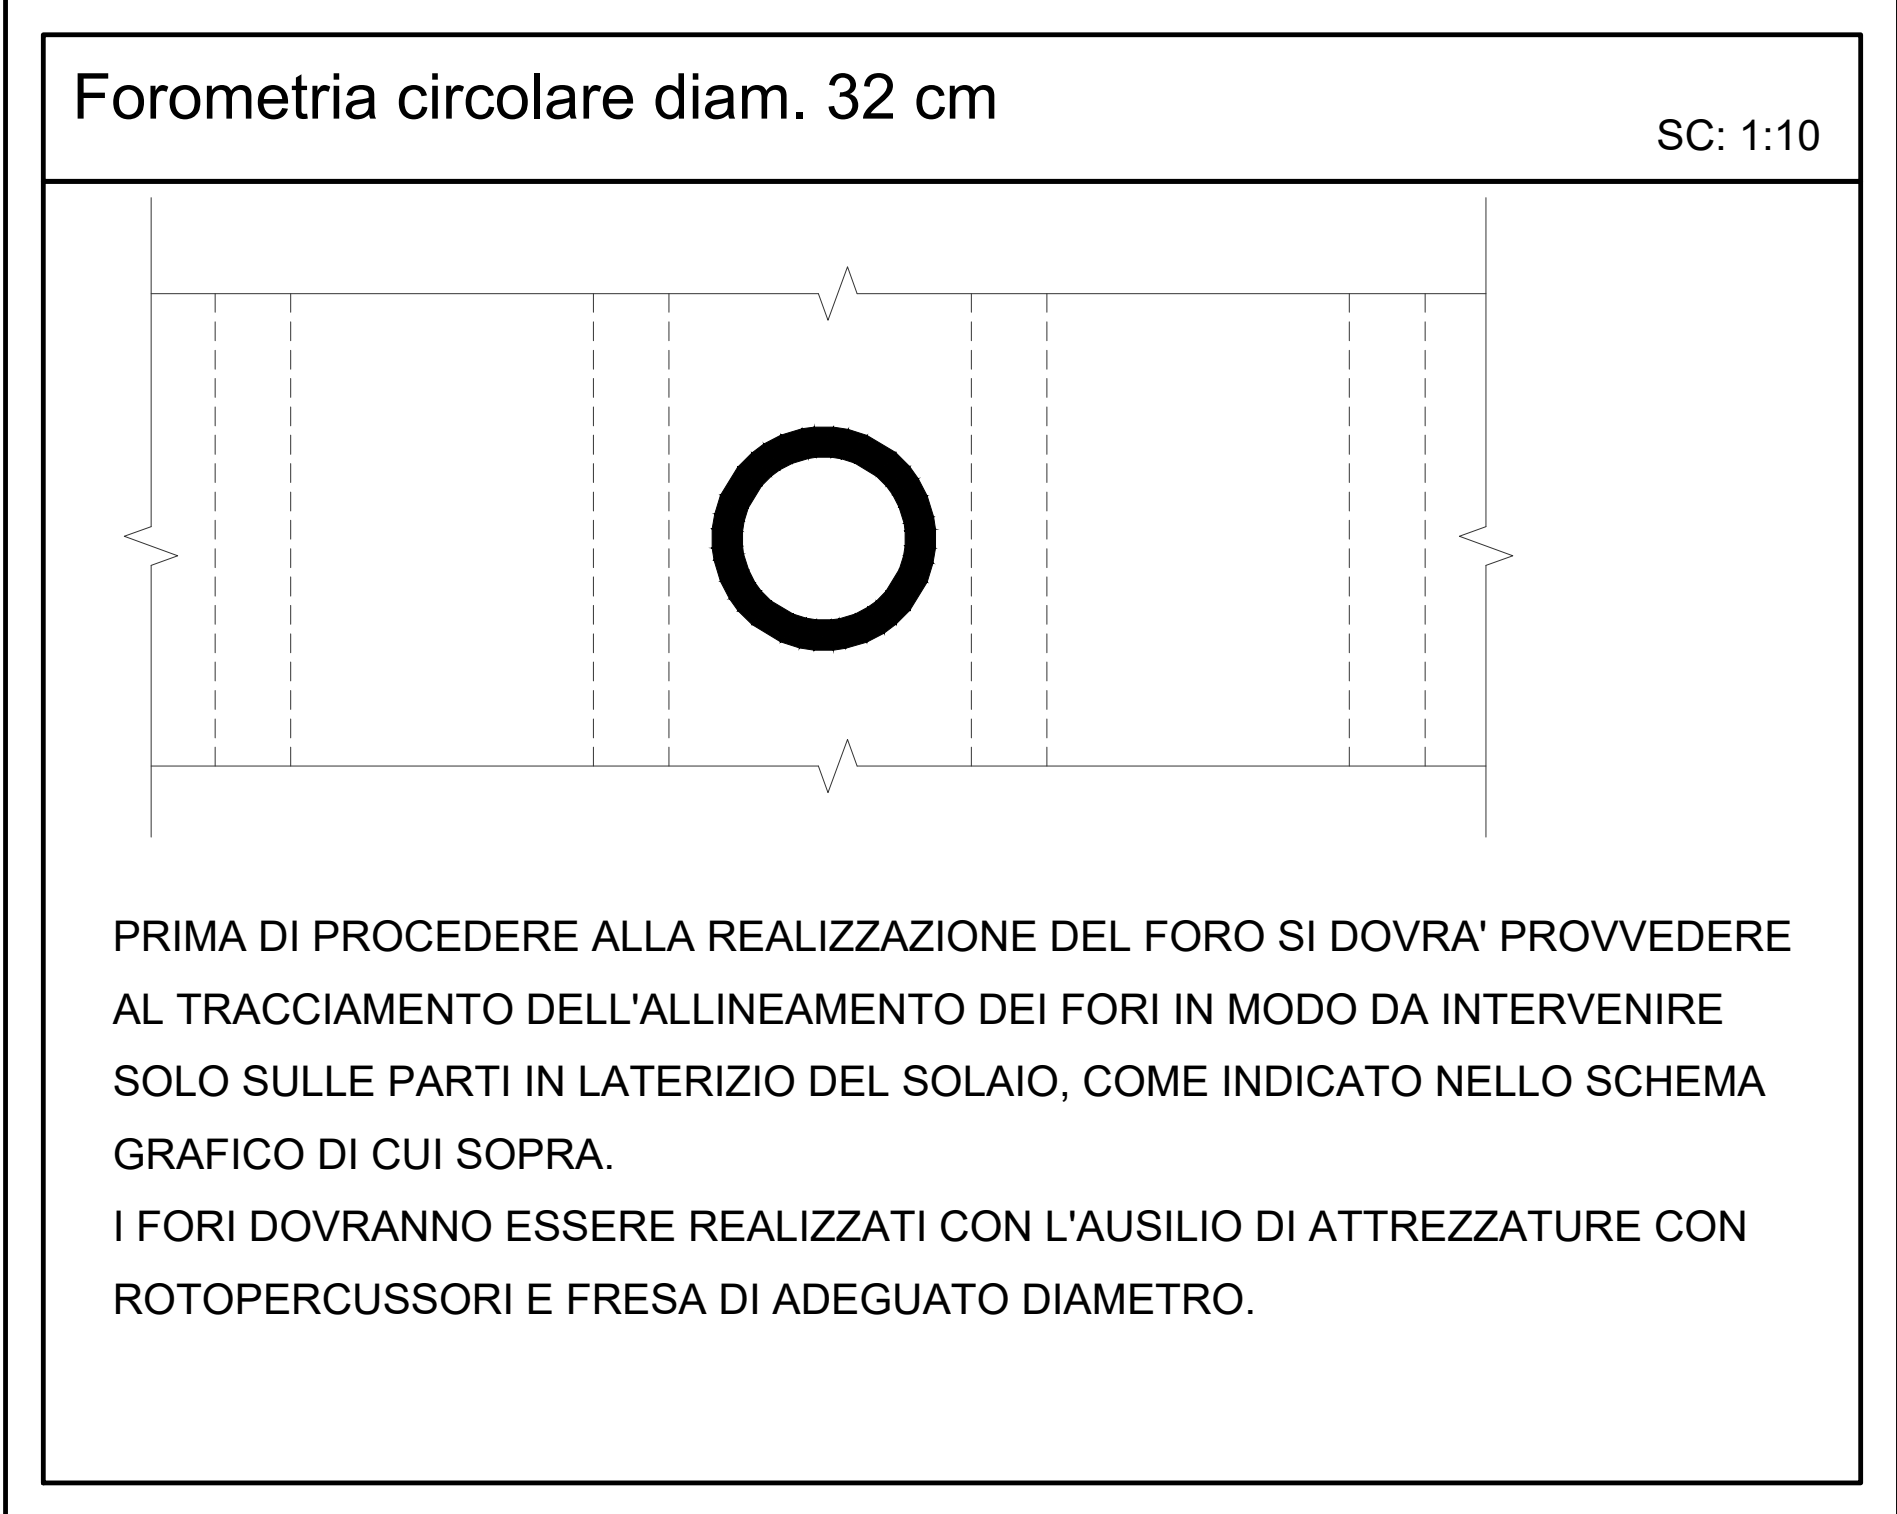 Forometria circolare diam. 32 cm
SC: 1:10
PRIMA DI PROCEDERE ALLA REALIZZAZIONE DEL FORO SI DOVRA' PROVVEDERE
AL TRACCIAMENTO DELL'ALLINEAMENTO DEI FORI IN MODO DA INTERVENIRE
SOLO SULLE PARTI IN LATERIZIO DEL SOLAIO, COME INDICATO NELLO SCHEMA
GRAFICO DI CUI SOPRA.
I FORI DOVRANNO ESSERE REALIZZATI CON L'AUSILIO DI ATTREZZATURE CON
ROTOPERCUSSORI E FRESA DI ADEGUATO DIAMETRO.